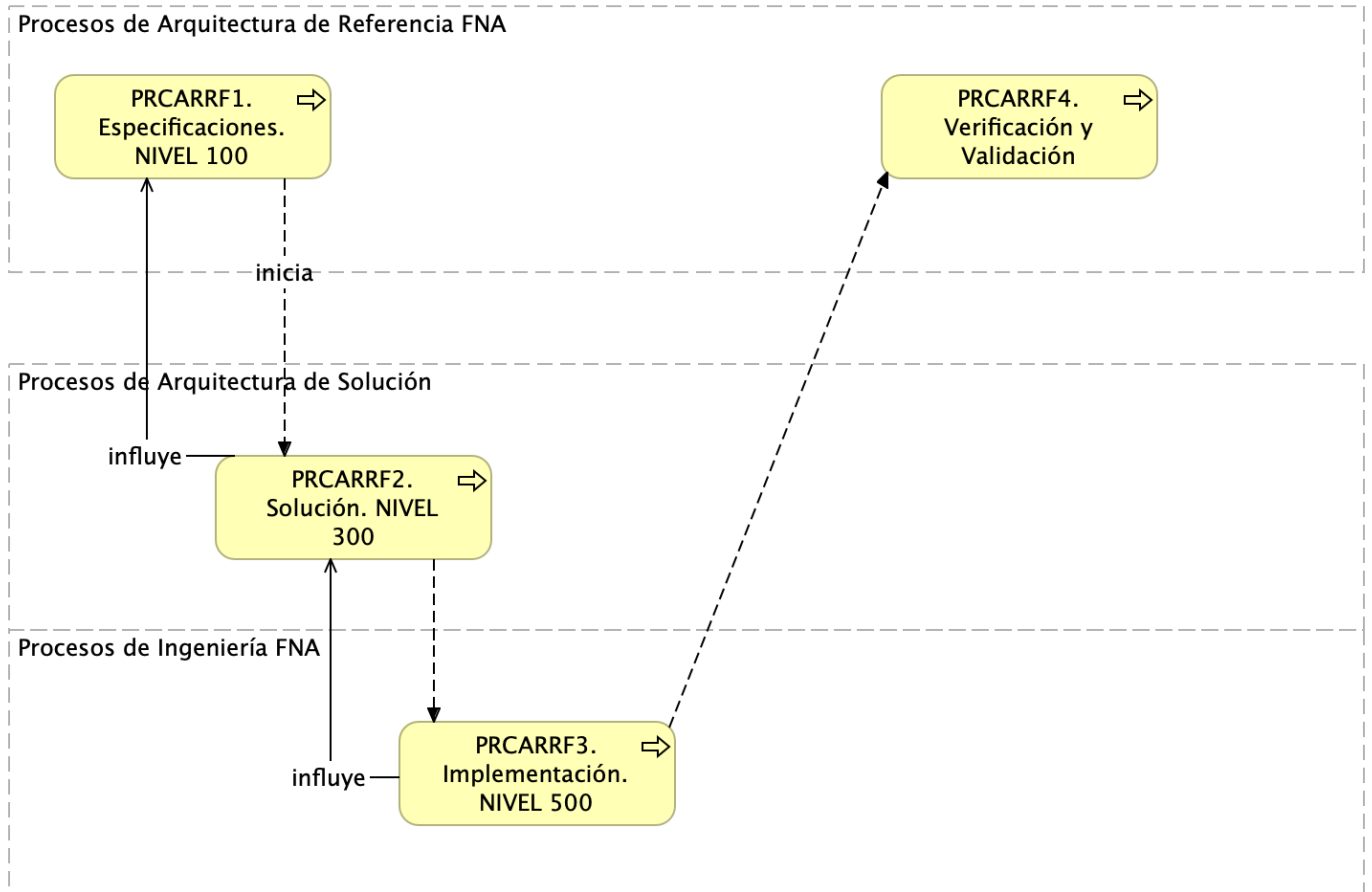 Procesos de Arquitectura de Referencia FNA
PRCARRF1.
Especificaciones.
NIVEL 100
PRCARRF4.
Verificación y
Validación
inicia
Procesos de Arquitectura de Solución
influye
PRCARRF2.
Solución. NIVEL
300
Procesos de Ingeniería FNA
PRCARRF3.
Implementación.
NIVEL 500
influye